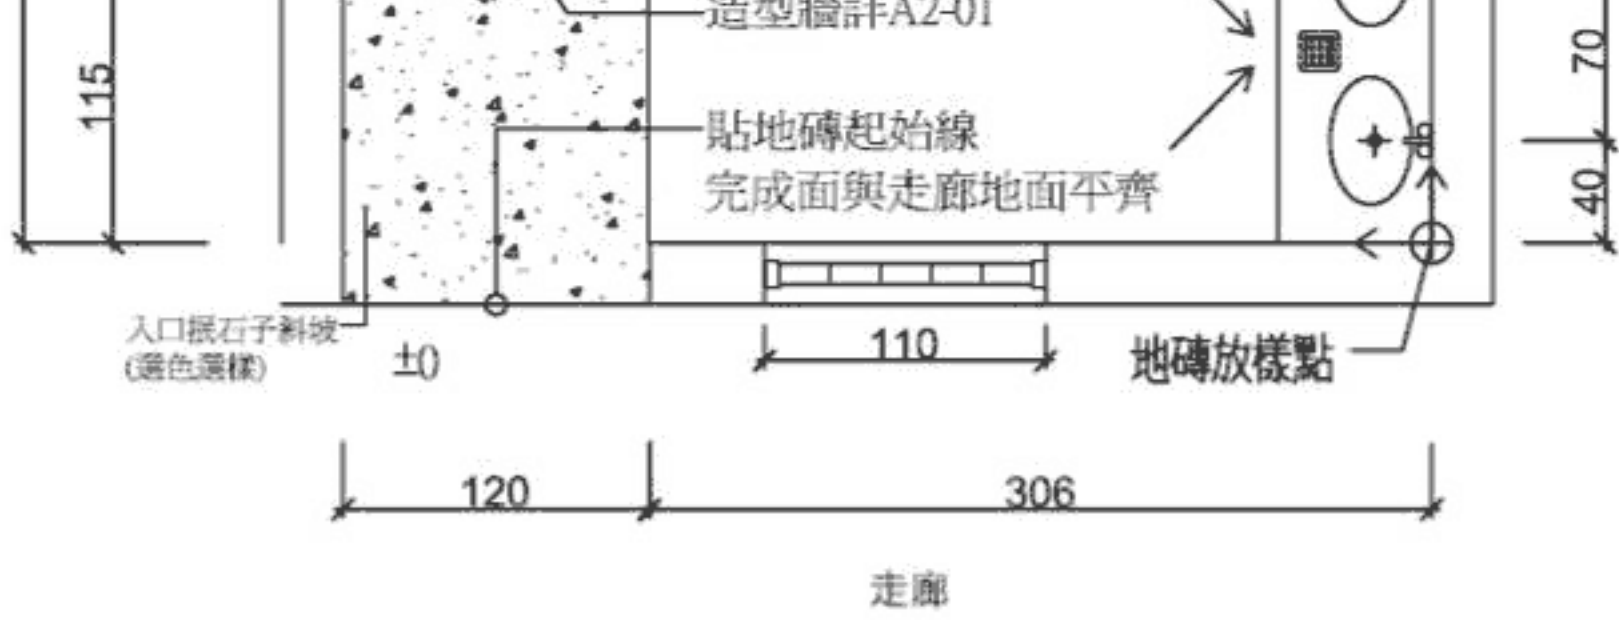 造型牆詳A2-01
70
115
貼地磚起始線
完成面與走廊地面平齊
40
入口抿石子斜坡
(選色選樣)
±0
110
地磚放樣點
120
306
走廊